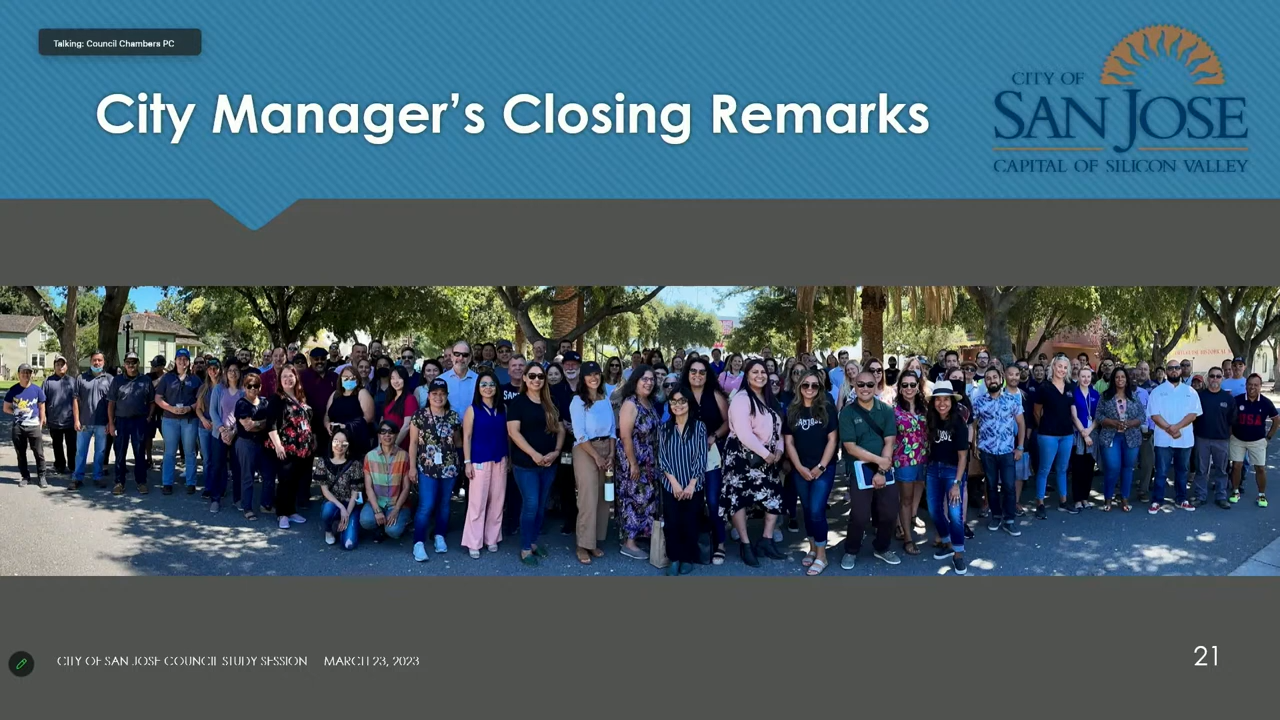 Talking: Council Chambers PC
City Manager's Closing Remarks
CITY OF
SAN JOSE
CAPITAL OF SILICON VALLEY
USA
CITY OF SAN JOSE COUNCIL STUDY SESSION MARCH 23, 2023
21